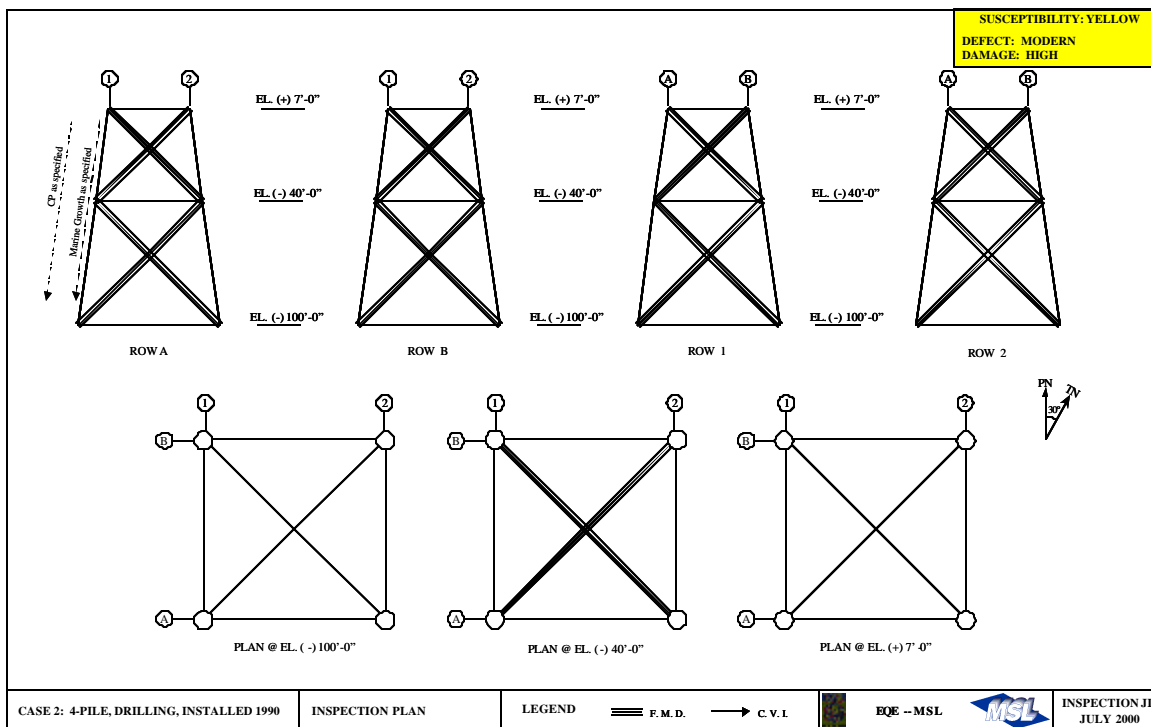 SUSCEPTIBILITY: YELLOW
DEFECT: MODERN
DAMAGE: HIGH
1 2 1 2 A B A B
EL. (+) 7'-0" EL. (+) 7'-0" EL. (+) 7'-0"
CP as specified
Marine Growth as specified
EL. (-) 40'-0" EL. (-) 40'-0" EL. (-) 40'-0"
EL. (-) 100'-0" EL. (-) 100'-0" EL. (-) 100'-0"
ROW A ROW B ROW 1 ROW 2
PN TN
30°
1 2 1 2 1 2
B B B
A A A
PLAN @ EL. (-) 100'-0" PLAN @ EL. (-) 40'-0" PLAN @ EL. (+) 7'-0"
CASE 2: 4-PILE, DRILLING, INSTALLED 1990 INSPECTION PLAN LEGEND F. M. D. C. V. I. EQE -- MSL MSL INSPECTION
JULY 2000